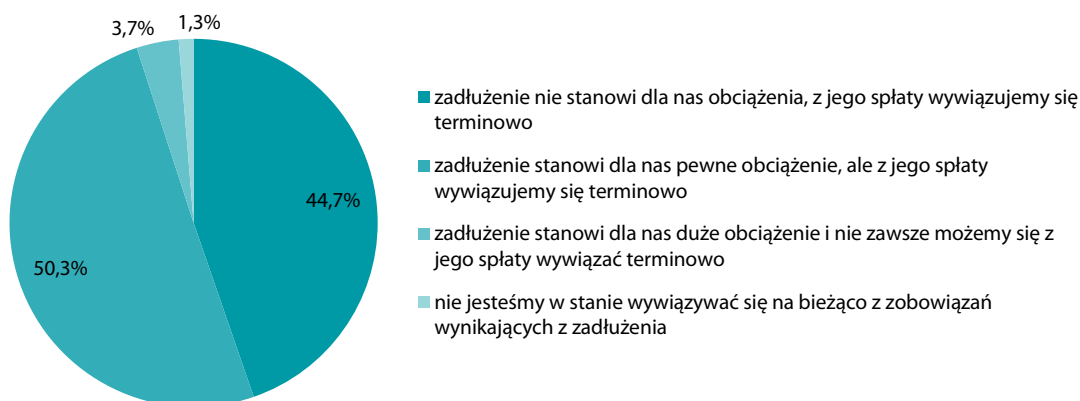 3,7%
1,3%
44,7%
50,3%
zadłużenie nie stanowi dla nas obciążenia, z jego spłaty wywiązujemy się
terminowo
zadłużenie stanowi dla nas pewne obciążenie, ale z jego spłaty
wywiązujemy się terminowo
zadłużenie stanowi dla nas duże obciążenie i nie zawsze możemy się z
jego spłaty wywiązać terminowo
nie jesteśmy w stanie wywiązywać się na bieżąco z zobowiązań
wynikających z zadłużenia